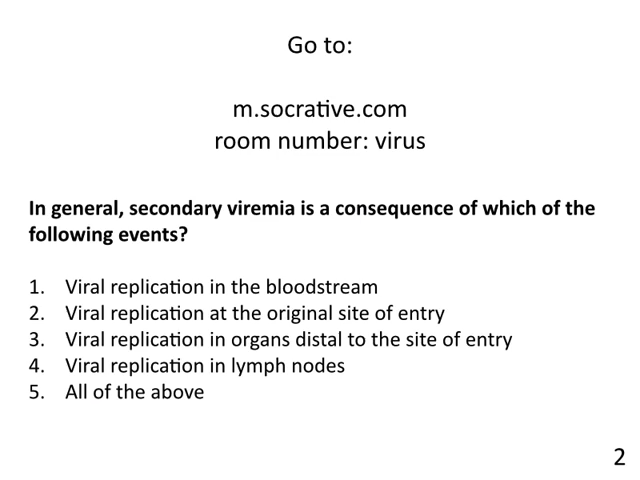 Go to:
m.socrative.com
room number: virus
In general, secondary viremia is a consequence of which of the
following events?
1. Viral replication in the bloodstream
2. Viral replication at the original site of entry
3. Viral replication in organs distal to the site of entry
4. Viral replication in lymph nodes
5. All of the above
2